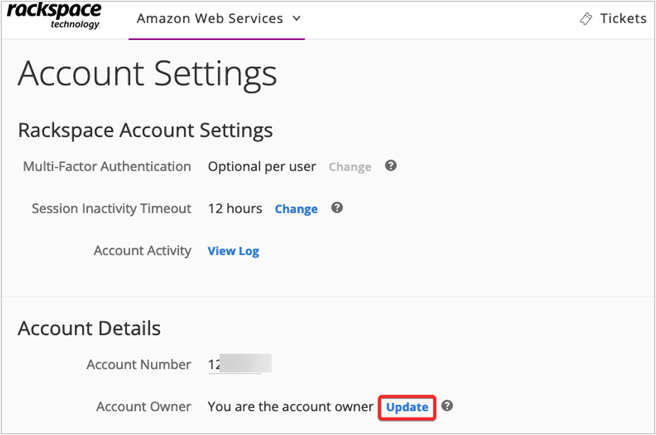 rackspace
technology.
Amazon Web Services
Tickets
Account Settings
Rackspace Account Settings
Multi-Factor Authentication Optional per user Change ?
Session Inactivity Timeout 12 hours Change ?
Account Activity View Log
Account Details
Account Number 12
Account Owner You are the account owner Update ?